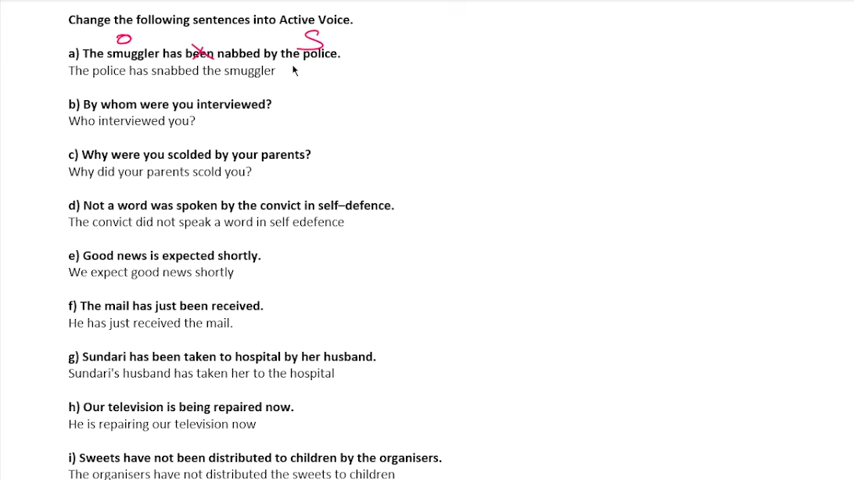 Change the following sentences into Active Voice.
O
S
a) The smuggler has been nabbed by the police.
The police has snabbed the smuggler
b) By whom were you interviewed?
Who interviewed you?
c) Why were you scolded by your parents?
Why did your parents scold you?
d) Not a word was spoken by the convict in self–defence.
The convict did not speak a word in self edefence
e) Good news is expected shortly.
We expect good news shortly
f) The mail has just been received.
He has just received the mail.
g) Sundari has been taken to hospital by her husband.
Sundari's husband has taken her to the hospital
h) Our television is being repaired now.
He is repairing our television now
i) Sweets have not been distributed to children by the organisers.
The organisers have not distributed the sweets to children